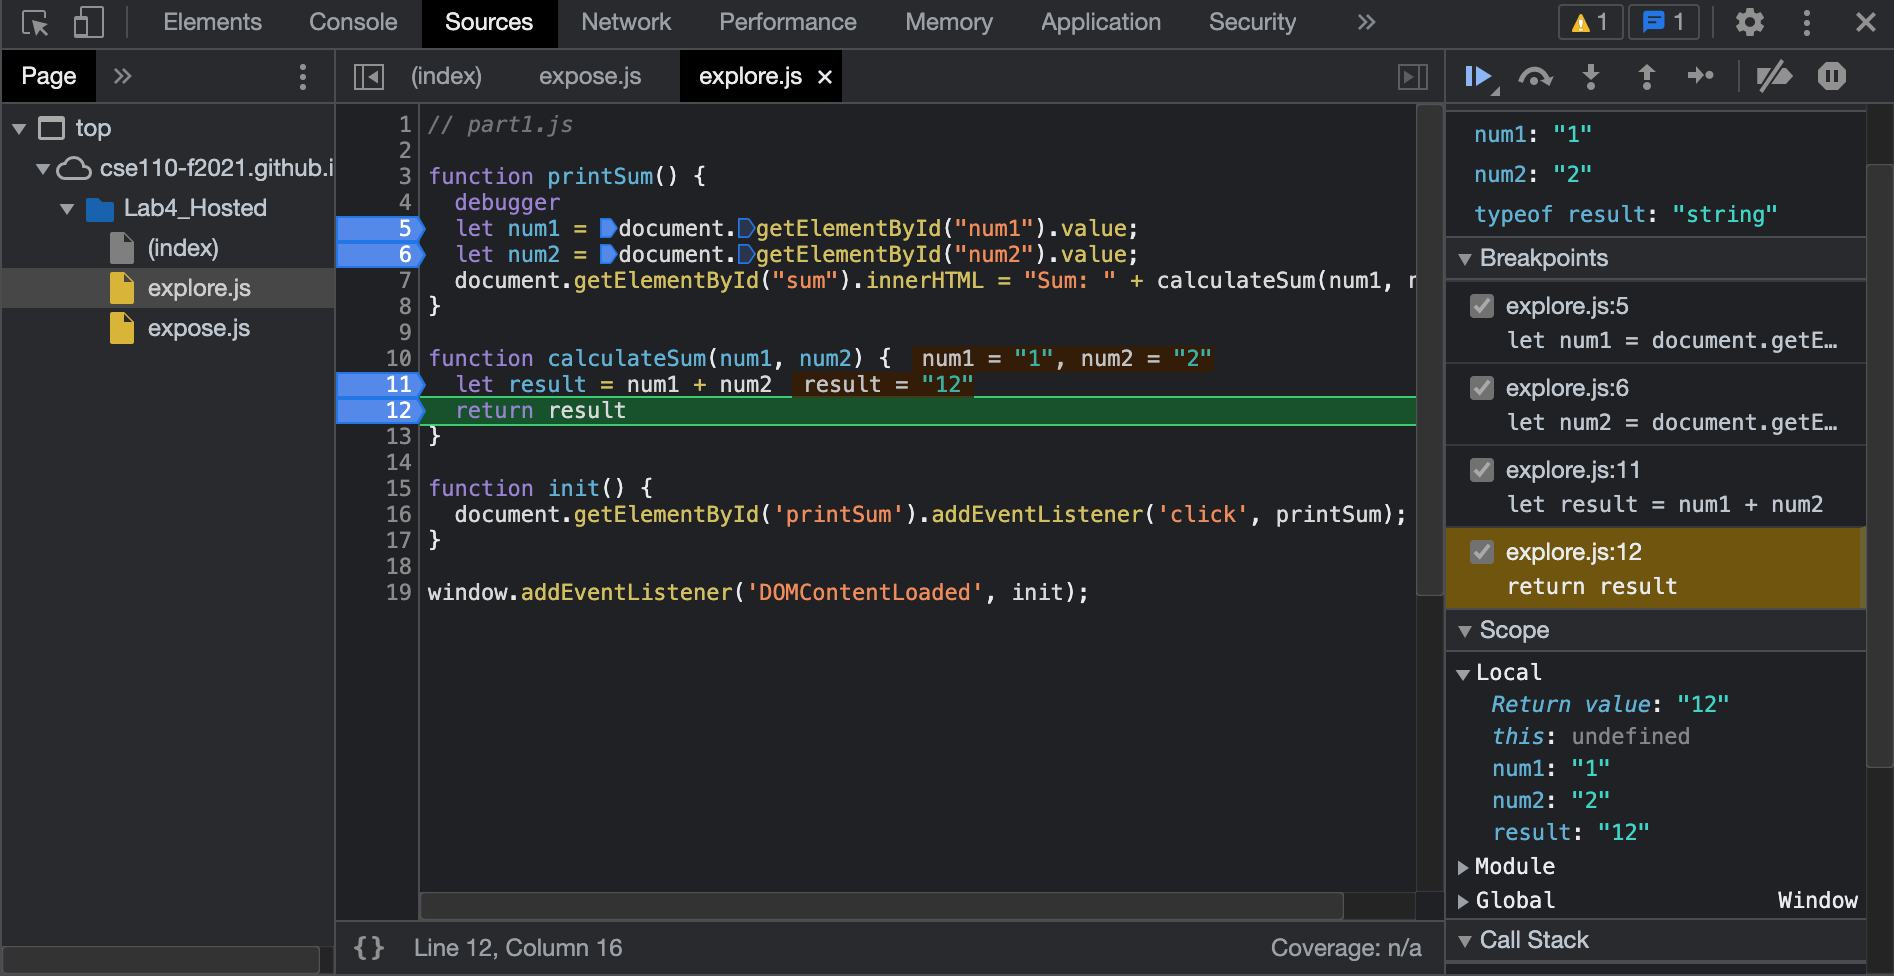 Elements Console Sources Network Performance Memory Application Security » 1 1
Page »
(index) expose.js explore.js ×
top
cse110-f2021.github.i
Lab4_Hosted
(index)
explore.js
expose.js
1 // part1.js
2
3 function printSum() {
4 debugger
5 let num1 = document.getElementById("num1").value;
6 let num2 = document.getElementById("num2").value;
7 document.getElementById("sum").innerHTML = "Sum: " + calculateSum(num1, n
8 }
9
10 function calculateSum(num1, num2) { num1 = "1", num2 = "2"
11 let result = num1 + num2 result = "12"
12 return result
13 }
14
15 function init() {
16 document.getElementById('printSum').addEventListener('click', printSum);
17 }
18
19 window.addEventListener('DOMContentLoaded', init);
{} Line 12, Column 16 Coverage: n/a
num1: "1"
num2: "2"
typeof result: "string"
Breakpoints
explore.js:5
let num1 = document.getE…
explore.js:6
let num2 = document.getE…
explore.js:11
let result = num1 + num2
explore.js:12
return result
Scope
Local
Return value: "12"
this: undefined
num1: "1"
num2: "2"
result: "12"
Module
Global Window
Call Stack